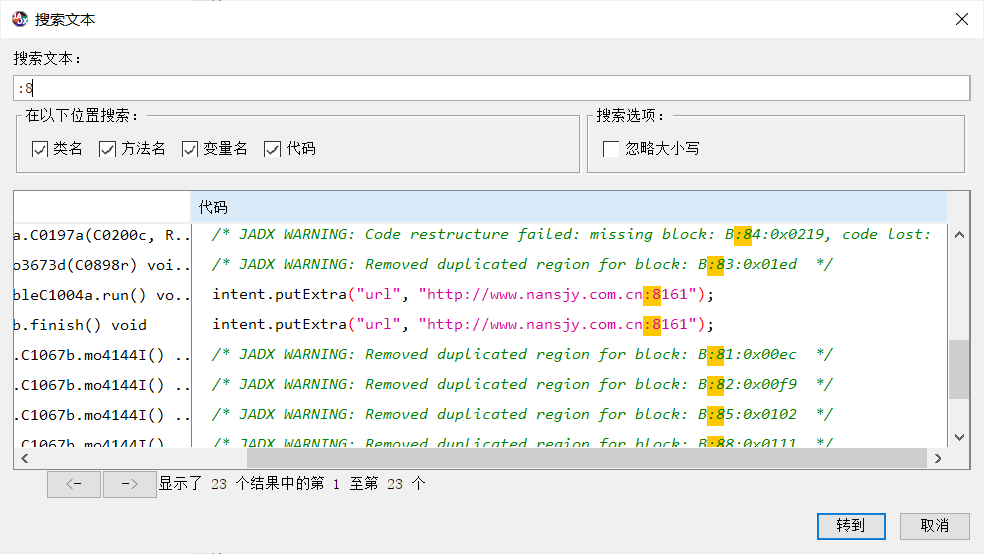 搜索文本
搜索文本：
:8
在以下位置搜索：
搜索选项：
类名 方法名 变量名 代码
忽略大小写
代码
a.C0197a(C0200c, R.. /* JADX WARNING: Code restructure failed: missing block: B:84:0x0219, code lost:
o3673d(C0898r) voi.. /* JADX WARNING: Removed duplicated region for block: B:83:0x01ed */
bleC1004a.run() vo.. intent.putExtra("url", "http://www.nansjy.com.cn:8161");
b.finish() void intent.putExtra("url", "http://www.nansjy.com.cn:8161");
.C1067b.mo4144I() .. /* JADX WARNING: Removed duplicated region for block: B:81:0x00ec */
.C1067b.mo4144I() .. /* JADX WARNING: Removed duplicated region for block: B:82:0x00f9 */
.C1067b.mo4144I() .. /* JADX WARNING: Removed duplicated region for block: B:85:0x0102 */
.C1067b.mo4144I() .. /* JADX WARNING: Removed duplicated region for block: B:88:0x0111 */
<- -> 显示了 23 个结果中的第 1 至第 23 个
转到 取消